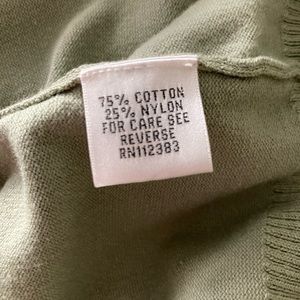 75% COTTON
25% NYLON
FOR CARE SEE
REVERSE
RN112383